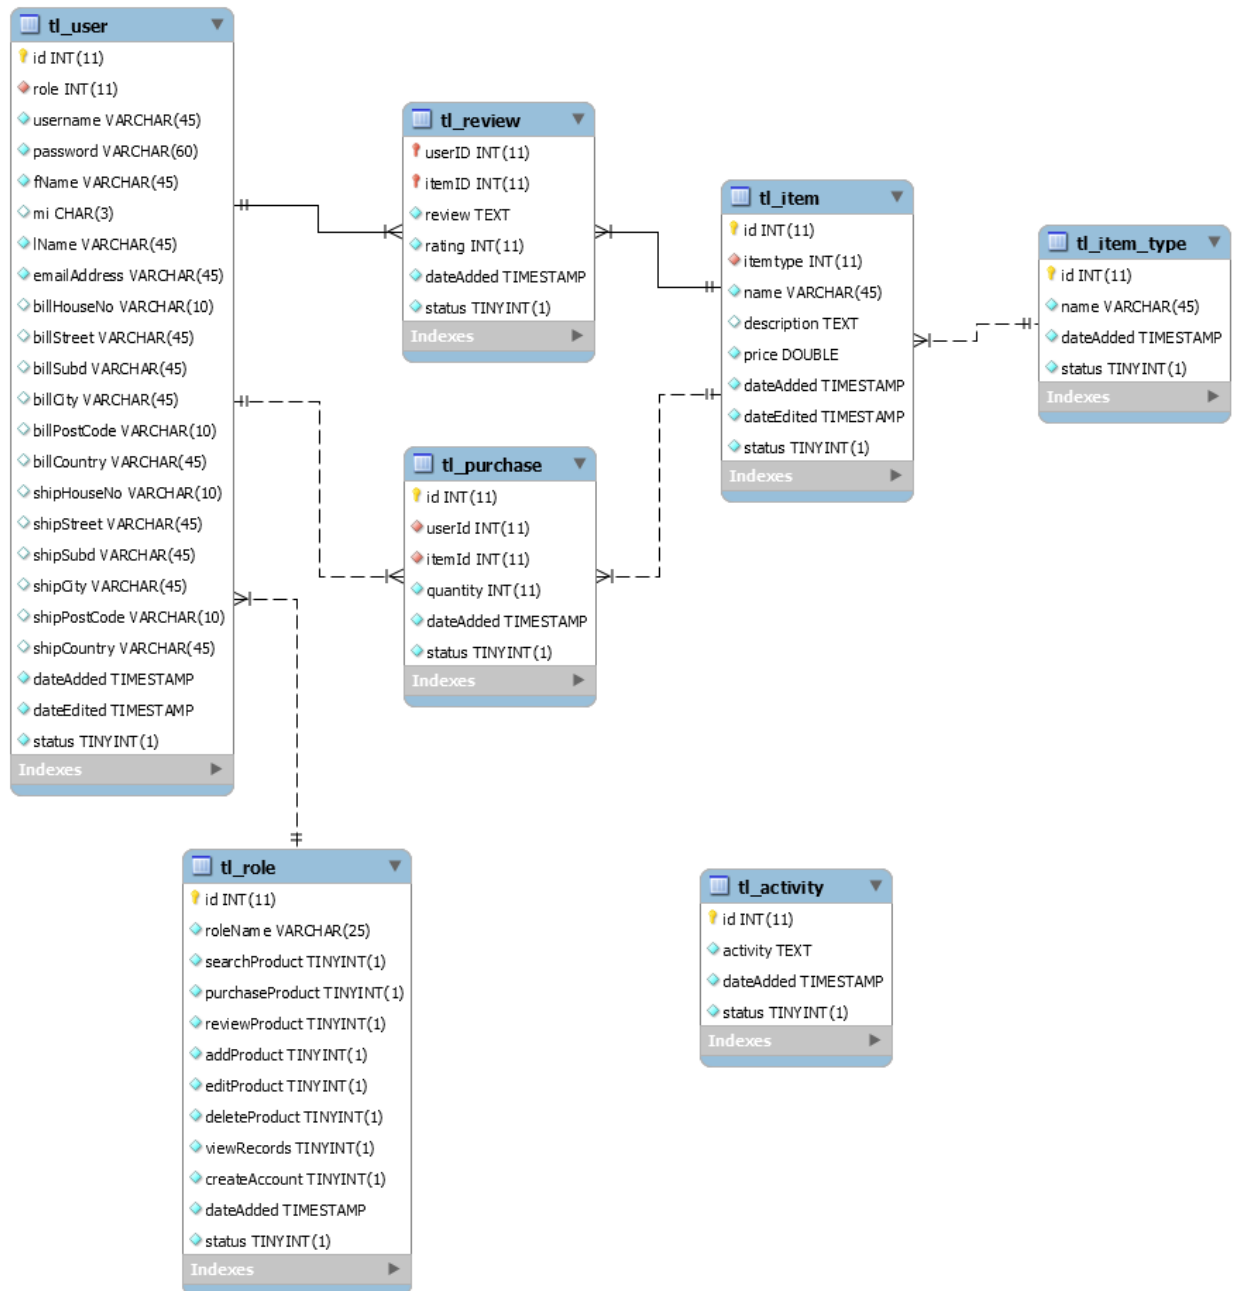 tl_user
id INT(11)
role INT(11)
username VARCHAR(45)
password VARCHAR(60)
fName VARCHAR(45)
mi CHAR(3)
lName VARCHAR(45)
emailAddress VARCHAR(45)
billHouseNo VARCHAR(10)
billStreet VARCHAR(45)
billSubd VARCHAR(45)
billCity VARCHAR(45)
billPostCode VARCHAR(10)
billCountry VARCHAR(45)
shipHouseNo VARCHAR(10)
shipStreet VARCHAR(45)
shipSubd VARCHAR(45)
shipCity VARCHAR(45)
shipPostCode VARCHAR(10)
shipCountry VARCHAR(45)
dateAdded TIMESTAMP
dateEdited TIMESTAMP
status TINYINT(1)
Indexes
tl_review
userID INT(11)
itemID INT(11)
review TEXT
rating INT(11)
dateAdded TIMESTAMP
status TINYINT(1)
Indexes
tl_item
id INT(11)
itemtype INT(11)
name VARCHAR(45)
description TEXT
price DOUBLE
dateAdded TIMESTAMP
dateEdited TIMESTAMP
status TINYINT(1)
Indexes
tl_item_type
id INT(11)
name VARCHAR(45)
dateAdded TIMESTAMP
status TINYINT(1)
Indexes
tl_purchase
id INT(11)
userId INT(11)
itemId INT(11)
quantity INT(11)
dateAdded TIMESTAMP
status TINYINT(1)
Indexes
tl_role
id INT(11)
roleName VARCHAR(25)
searchProduct TINYINT(1)
purchaseProduct TINYINT(1)
reviewProduct TINYINT(1)
addProduct TINYINT(1)
editProduct TINYINT(1)
deleteProduct TINYINT(1)
viewRecords TINYINT(1)
createAccount TINYINT(1)
dateAdded TIMESTAMP
status TINYINT(1)
Indexes
tl_activity
id INT(11)
activity TEXT
dateAdded TIMESTAMP
status TINYINT(1)
Indexes